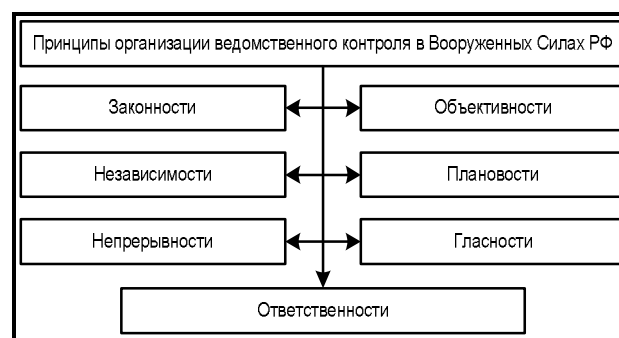 Принципы организации ведомственного контроля в Вооруженных Силах РФ
Законности
Объективности
Независимости
Плановости
Непрерывности
Гласности
Ответственности